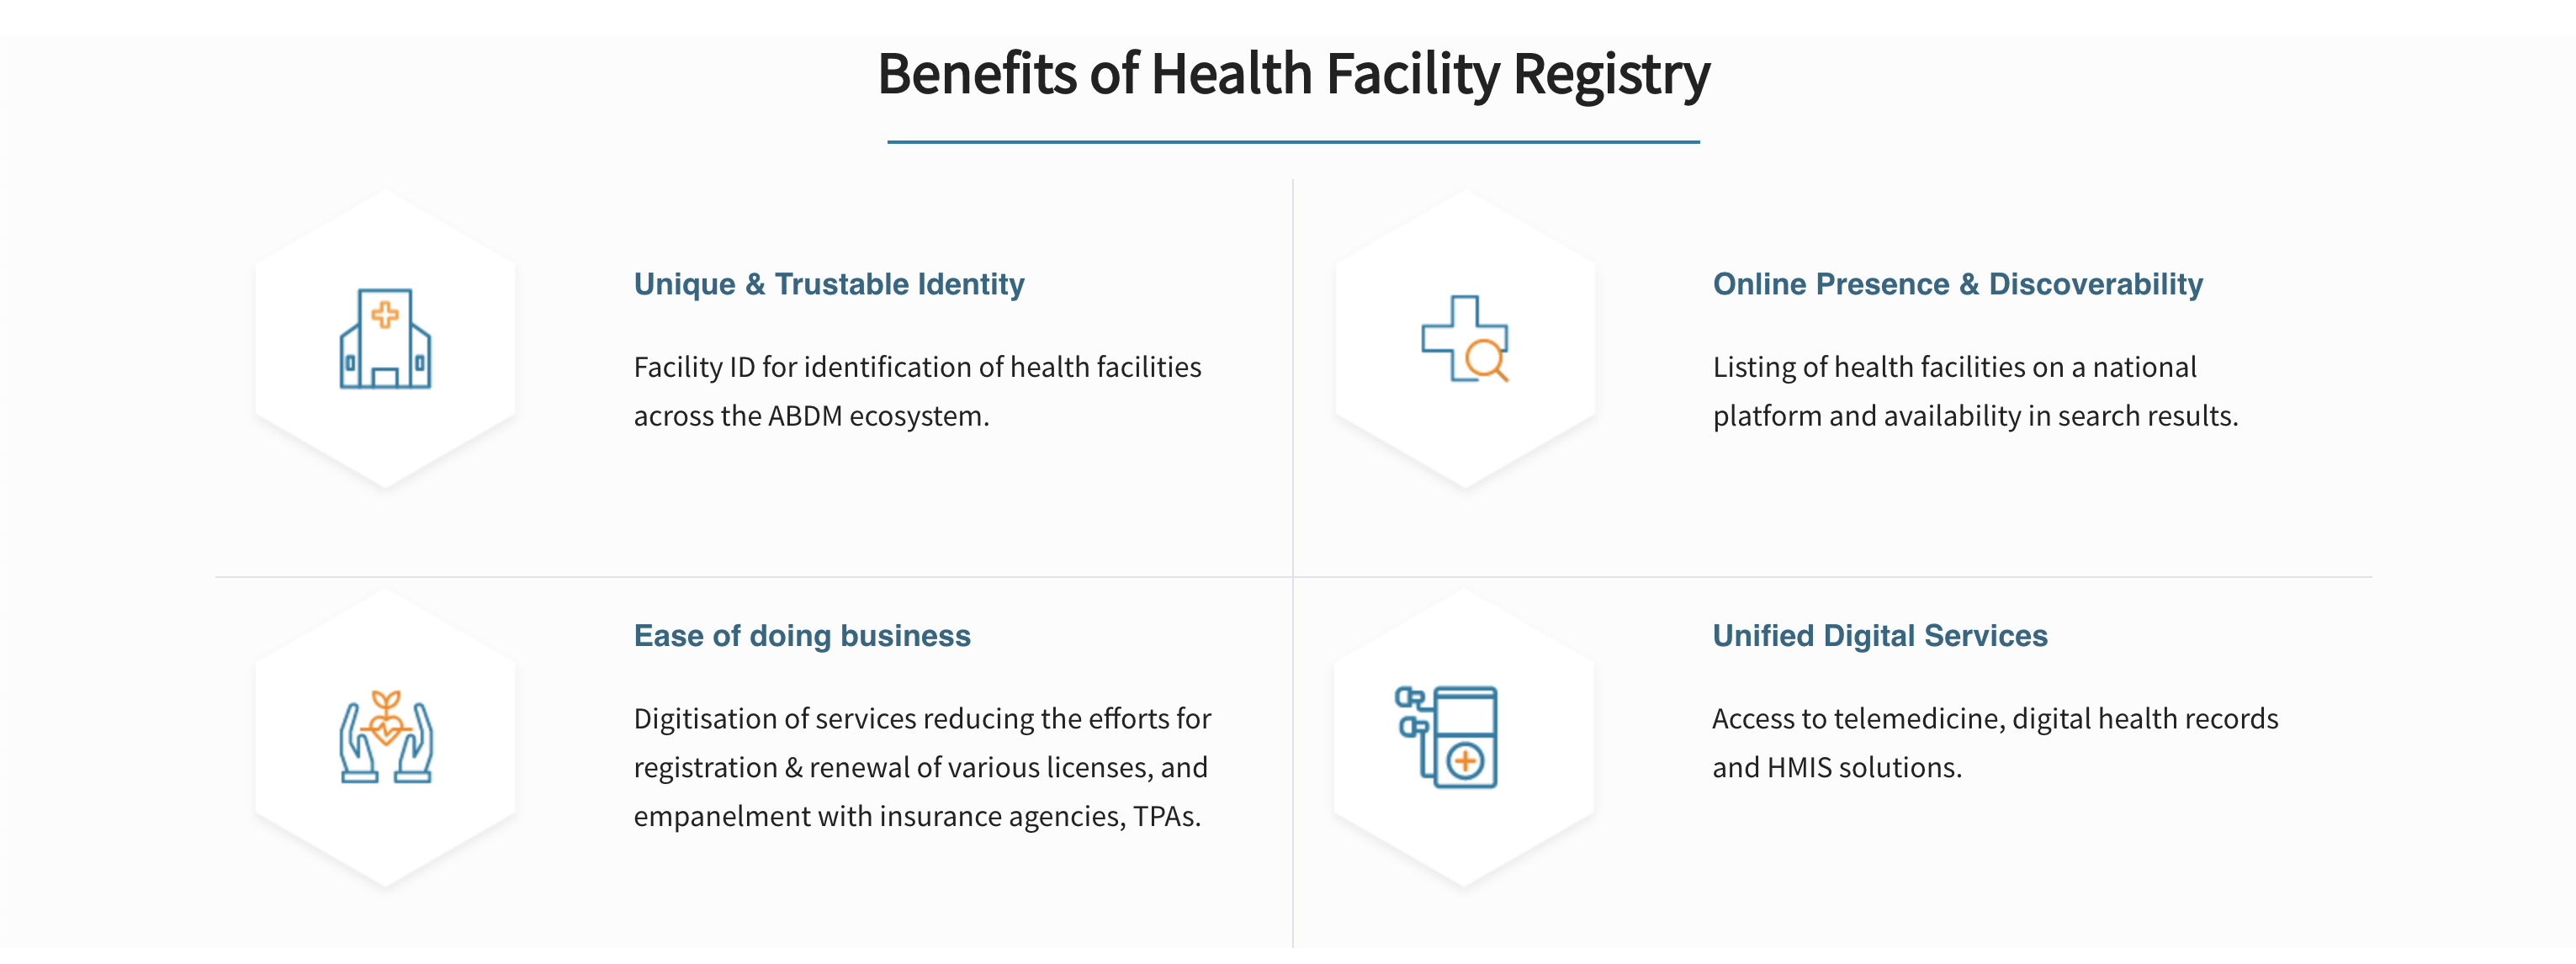 Benefits of Health Facility Registry
Unique & Trustable Identity
Facility ID for identification of health facilities
across the ABDM ecosystem.
Online Presence & Discoverability
Listing of health facilities on a national
platform and availability in search results.
Ease of doing business
Digitisation of services reducing the efforts for
registration & renewal of various licenses, and
empanelment with insurance agencies, TPAs.
Unified Digital Services
Access to telemedicine, digital health records
and HMIS solutions.